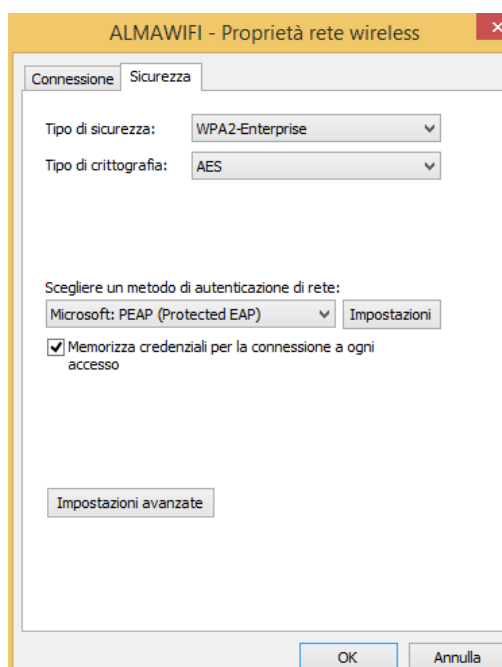 ALMAWIFI - Proprietà rete wireless
Connessione Sicurezza
Tipo di sicurezza: WPA2-Enterprise
Tipo di crittografia: AES
Scegliere un metodo di autenticazione di rete:
Microsoft: PEAP (Protected EAP) Impostazioni
Memorizza credenziali per la connessione a ogni
accesso
Impostazioni avanzate
OK Annulla